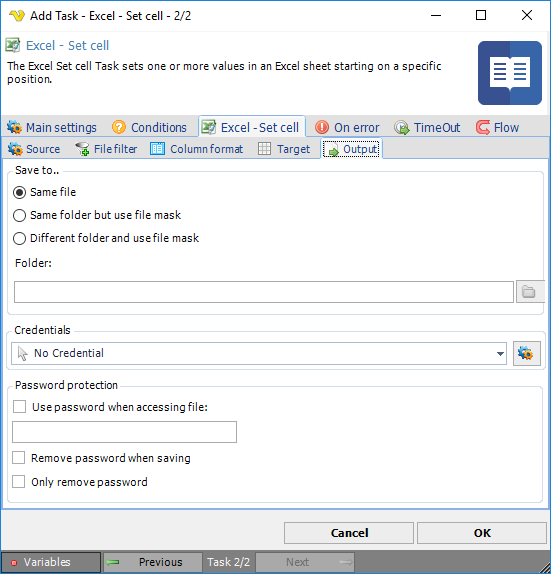 Add Task - Excel - Set cell - 2/2
Excel - Set cell
The Excel Set cell Task sets one or more values in an Excel sheet starting on a specific
position.
Main settings Conditions Excel - Set cell On error TimeOut Flow
Source File filter Column format Target Output
Save to..
Same file
Same folder but use file mask
Different folder and use file mask
Folder:
Credentials
No Credential
Password protection
Use password when accessing file:
Remove password when saving
Only remove password
Cancel OK
Variables Previous Task 2/2 Next